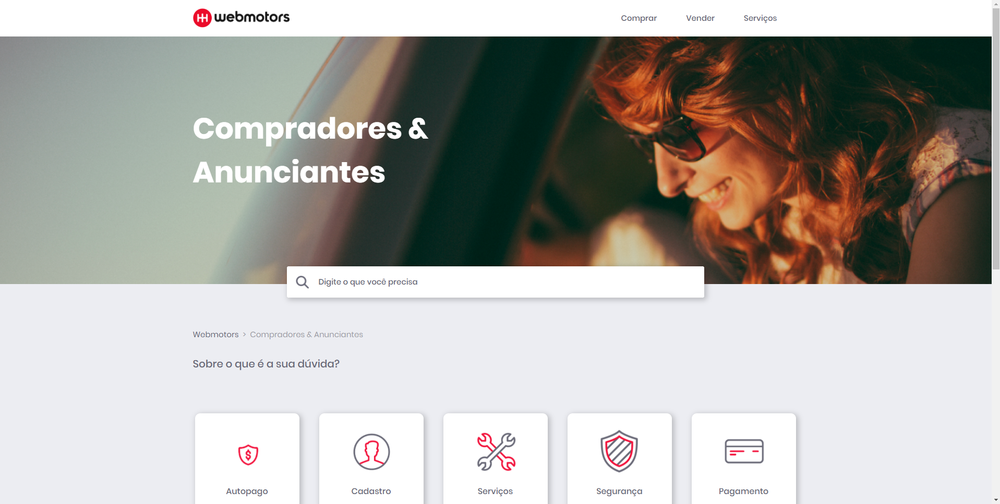 webmotors
Comprar
Vender
Serviços
Compradores &
Anunciantes
Digite o que você precisa
Webmotors > Compradores & Anunciantes
Sobre o que é a sua dúvida?
$
Autopago
Cadastro
Serviços
Segurança
Pagamento